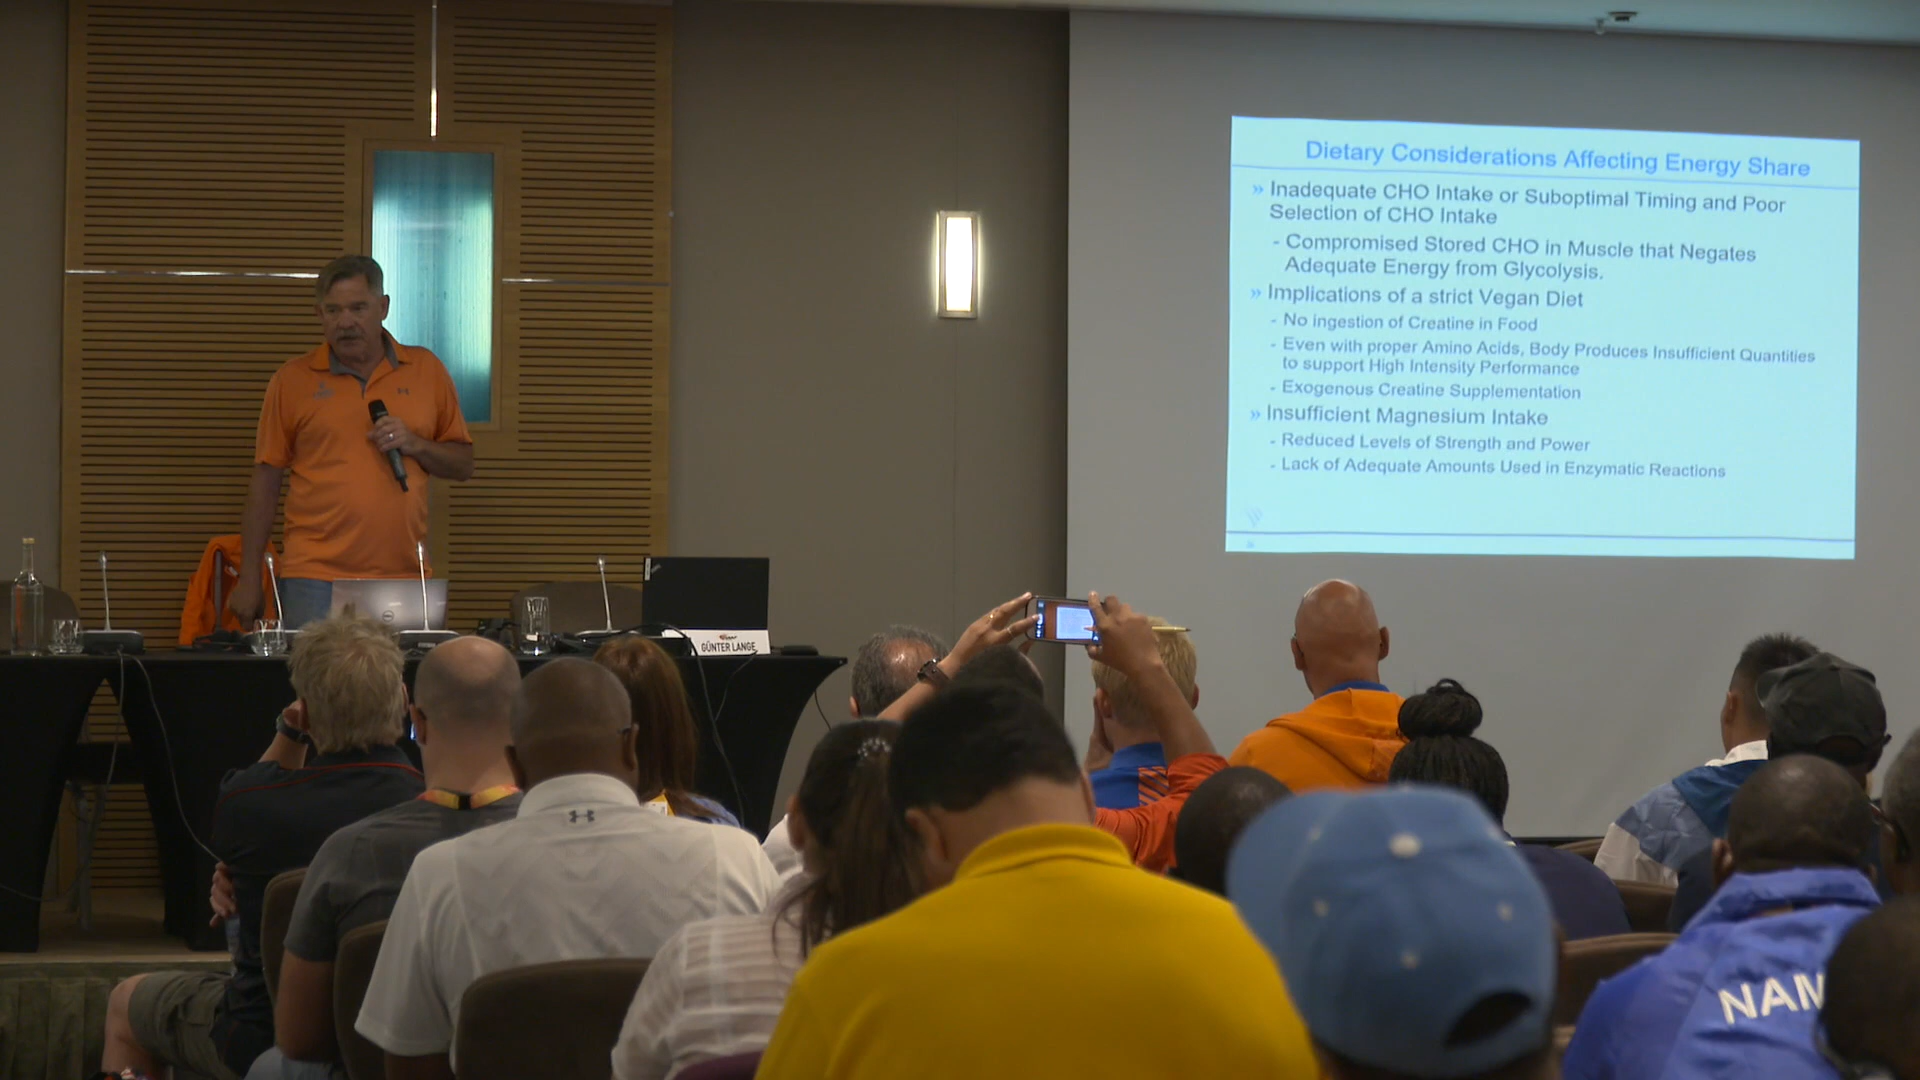 Dietary Considerations Affecting Energy Share
» Inadequate CHO Intake or Suboptimal Timing and Poor
Selection of CHO Intake
- Compromised Stored CHO in Muscle that Negates
Adequate Energy from Glycolysis.
» Implications of a strict Vegan Diet
- No ingestion of Creatine in Food
- Even with proper Amino Acids, Body Produces Insufficient Quantities
to support High Intensity Performance
- Exogenous Creatine Supplementation
» Insufficient Magnesium Intake
- Reduced Levels of Strength and Power
- Lack of Adequate Amounts Used in Enzymatic Reactions
GÜNTER LANGE
NAM